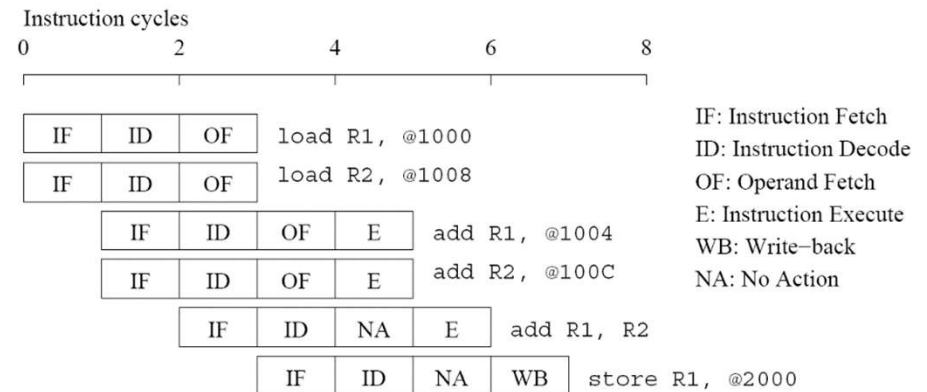 Instruction cycles
0 2 4 6 8
IF ID OF load R1, @1000
IF ID OF load R2, @1008
IF ID OF E add R1, @1004
IF ID OF E add R2, @100C
IF ID NA E add R1, R2
IF ID NA WB store R1, @2000
IF: Instruction Fetch
ID: Instruction Decode
OF: Operand Fetch
E: Instruction Execute
WB: Write−back
NA: No Action